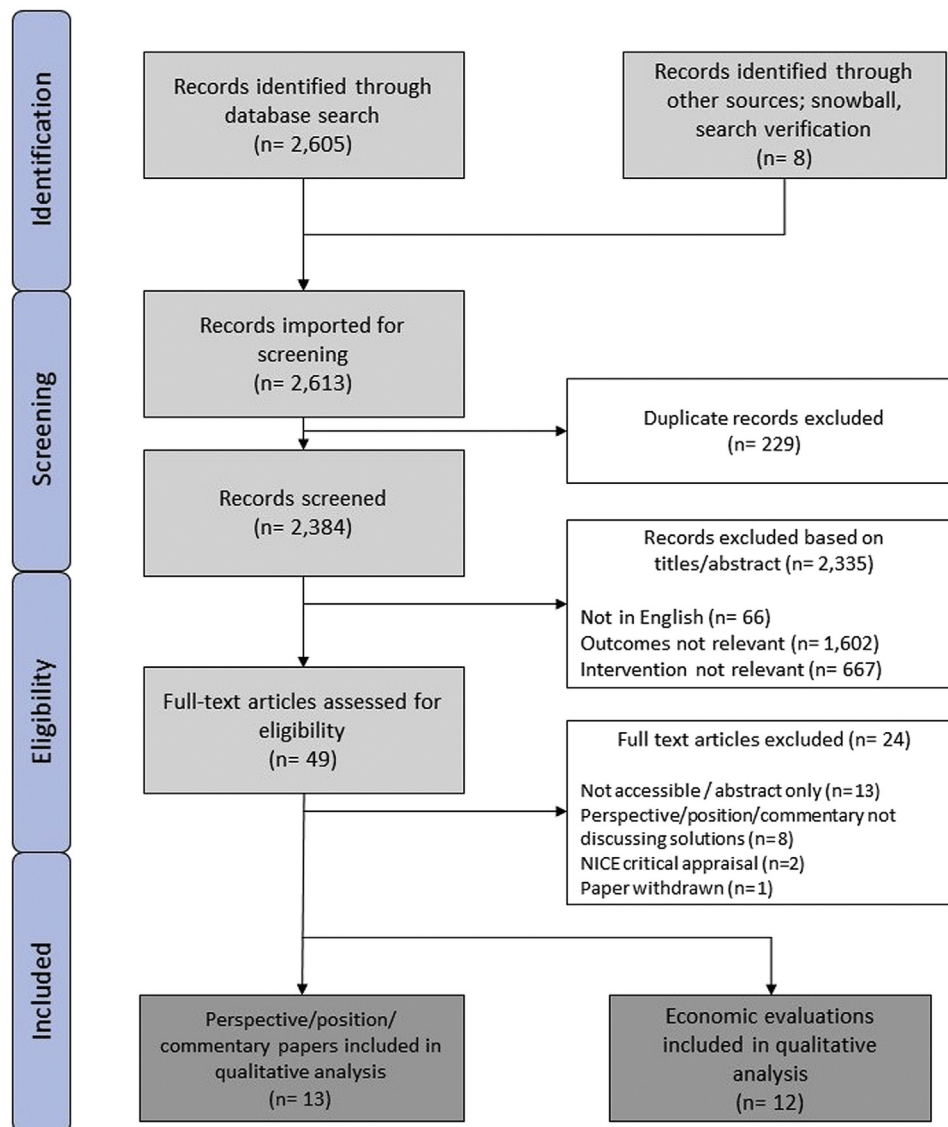 Identification
Records identified through
database search
(n= 2,605)
Records identified through
other sources; snowball,
search verification
(n= 8)
Screening
Records imported for
screening
(n= 2,613)
Duplicate records excluded
(n= 229)
Records screened
(n= 2,384)
Records excluded based on
titles/abstract (n= 2,335)
Not in English (n= 66)
Outcomes not relevant (n= 1,602)
Intervention not relevant (n= 667)
Eligibility
Full-text articles assessed for
eligibility
(n= 49)
Full text articles excluded (n= 24)
Not accessible / abstract only (n=13)
Perspective/position/commentary not
discussing solutions (n=8)
NICE critical appraisal (n=2)
Paper withdrawn (n=1)
Included
Perspective/position/
commentary papers included in
qualitative analysis
(n= 13)
Economic evaluations
included in qualitative
analysis
(n= 12)